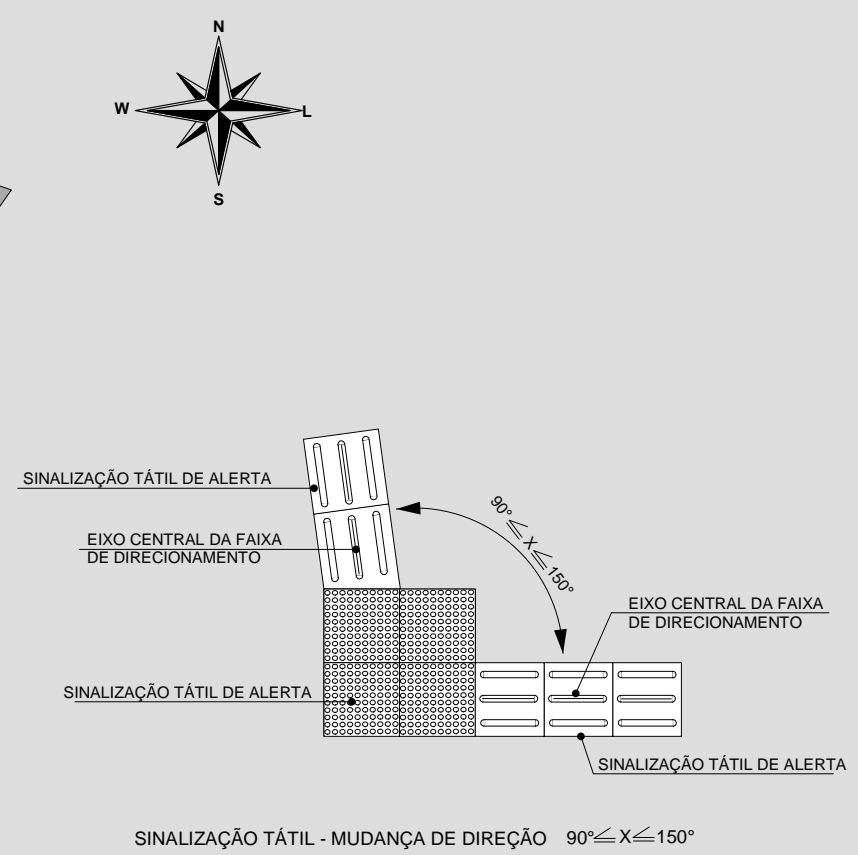 N
W
L
S
SINALIZAÇÃO TÁTIL DE ALERTA
90° ≤ X ≤ 150°
EIXO CENTRAL DA FAIXA
DE DIRECIONAMENTO
EIXO CENTRAL DA FAIXA
DE DIRECIONAMENTO
SINALIZAÇÃO TÁTIL DE ALERTA
SINALIZAÇÃO TÁTIL DE ALERTA
SINALIZAÇÃO TÁTIL - MUDANÇA DE DIREÇÃO 90° ≤ X ≤ 150°